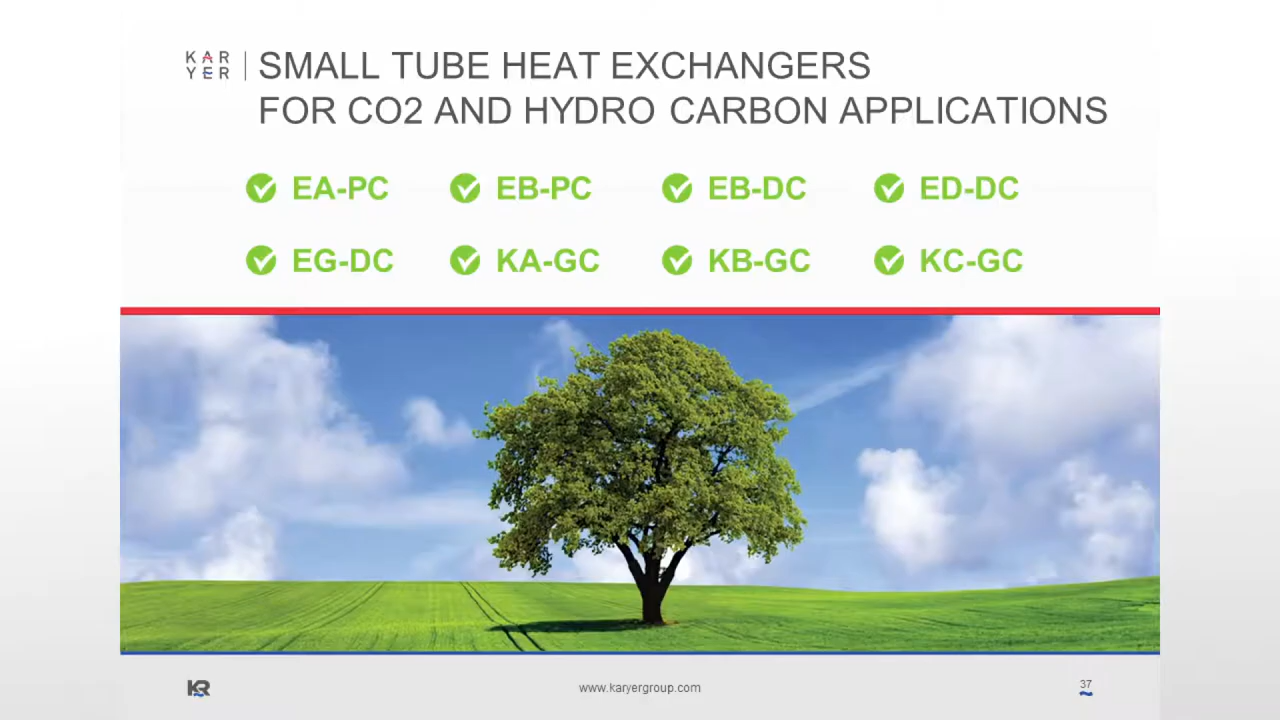 KAR
YER
SMALL TUBE HEAT EXCHANGERS
FOR CO2 AND HYDRO CARBON APPLICATIONS
EA-PC EB-PC EB-DC ED-DC
EG-DC KA-GC KB-GC KC-GC
KR www.karyergroup.com 37